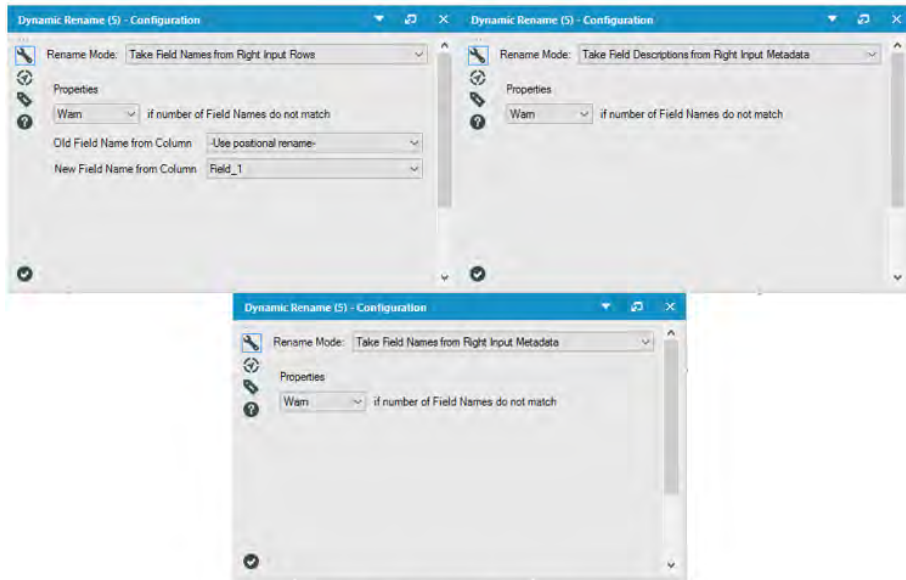 Dynamic Rename (5) - Configuration
Rename Mode: Take Field Names from Right Input Rows
Properties
Warn if number of Field Names do not match
Old Field Name from Column -Use positional rename-
New Field Name from Column Field_1
Dynamic Rename (5) - Configuration
Rename Mode: Take Field Descriptions from Right Input Metadata
Properties
Warn if number of Field Names do not match
Dynamic Rename (5) - Configuration
Rename Mode: Take Field Names from Right Input Metadata
Properties
Warn if number of Field Names do not match